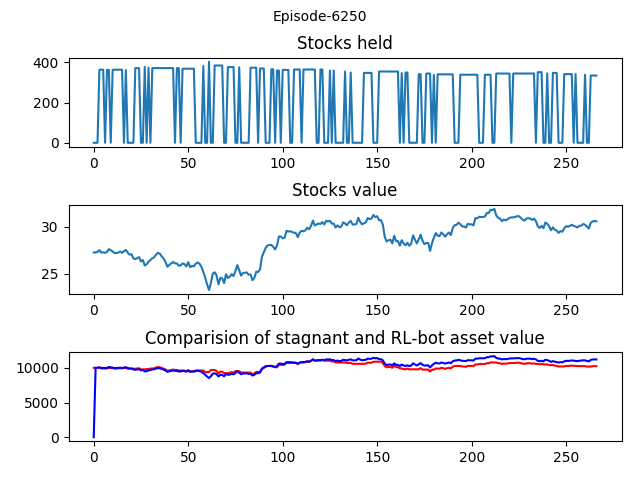 Episode-6250
Stocks held
400
200
0
0 50 100 150 200 250
Stocks value
30
25
0 50 100 150 200 250
Comparision of stagnant and RL-bot asset value
10000
5000
0
0 50 100 150 200 250